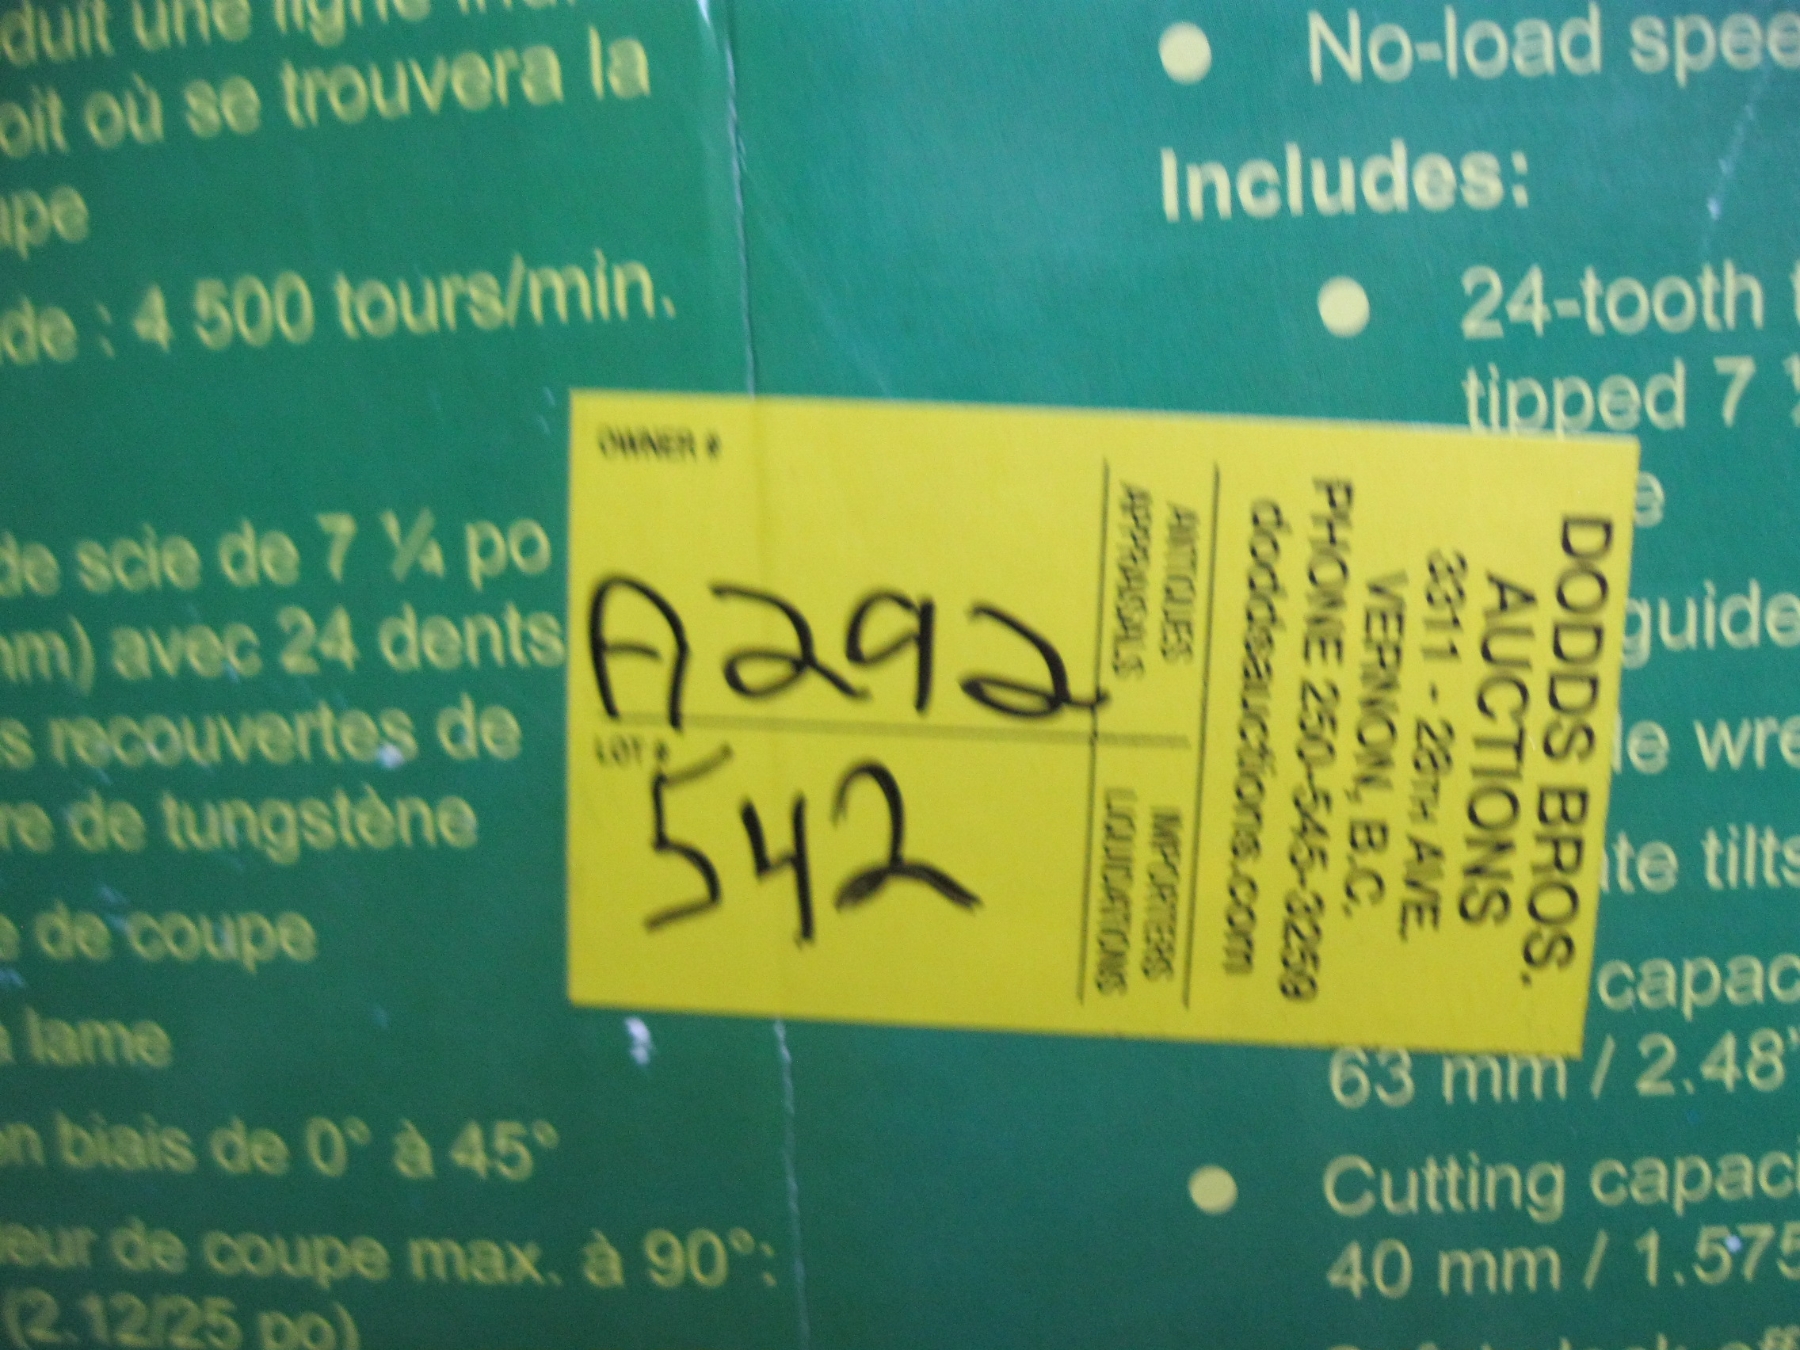 duit une ligne
oit où se trouvera la
de : 4 500 tours/min.
de scie de 7 ¼ po
mm) avec 24 dents
s recouvertes de
re de tungstène
de coupe
lame
n biais de 0° à 45°
eur de coupe max. à 90°:
(2.12/25 po)
OWNER #
A292
LOT #
542
ANTIQUES
APPRAISALS
IMPORTERS
LIQUIDATIONS
DODDS BROS.
AUCTIONS
3311 - 28TH AVE.
VERNON, B.C.
PHONE 250-545-3259
doddsauctions.com
No-load spee
Includes:
24-tooth t
tipped 7
e
guide
le wre
te tilts
capac
63 mm / 2.48"
Cutting capaci
40 mm / 1.575